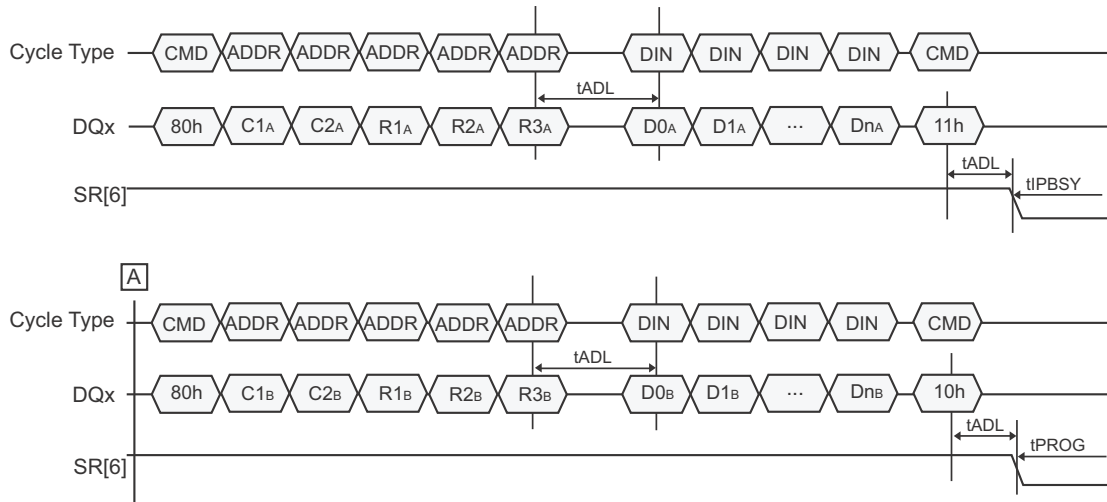 Cycle Type CMD ADDR ADDR ADDR ADDR ADDR DIN DIN DIN DIN CMD
tADL
DQx 80h C1A C2A R1A R2A R3A D0A D1A ... DnA 11h
tADL
SR[6] tIPBSY
A
Cycle Type CMD ADDR ADDR ADDR ADDR ADDR DIN DIN DIN DIN CMD
tADL
DQx 80h C1B C2B R1B R2B R3B D0B D1B ... DnB 10h
tADL
SR[6] tPROG